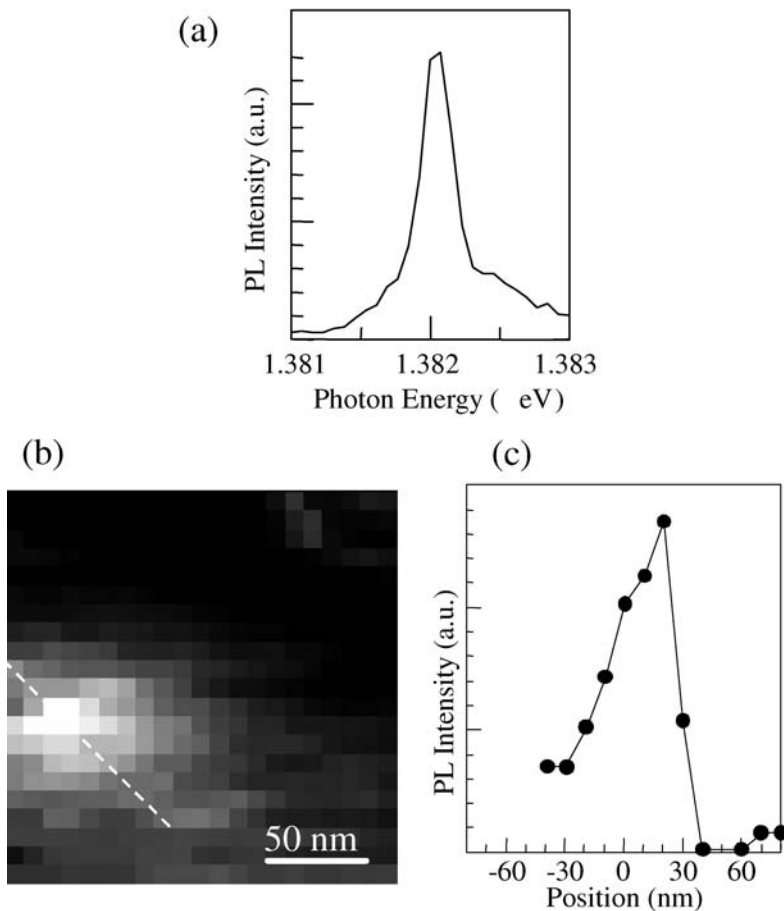 (a)
PL Intensity (a.u.)
1.381 1.382 1.383
Photon Energy ( eV)
(b)
50 nm
(c)
PL Intensity (a.u.)
-60 -30 0 30 60
Position (nm)